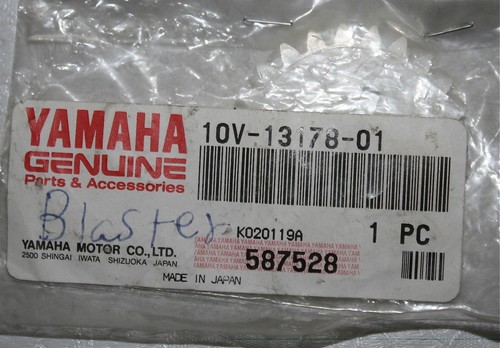 YAMAHA
GENUINE
Parts & Accessories
10V-13178-01
Blaster
K020119A
1 PC
YAMAHA MOTOR CO., LTD.
2500 SHINGAI IWATA SHIZUOKA JAPAN
587528
MADE IN JAPAN